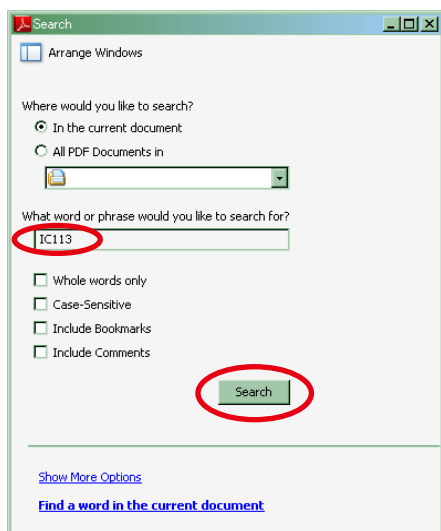 Search
Arrange Windows
Where would you like to search?
In the current document
All PDF Documents in
What word or phrase would you like to search for?
IC113
Whole words only
Case-Sensitive
Include Bookmarks
Include Comments
Search
Show More Options
Find a word in the current document